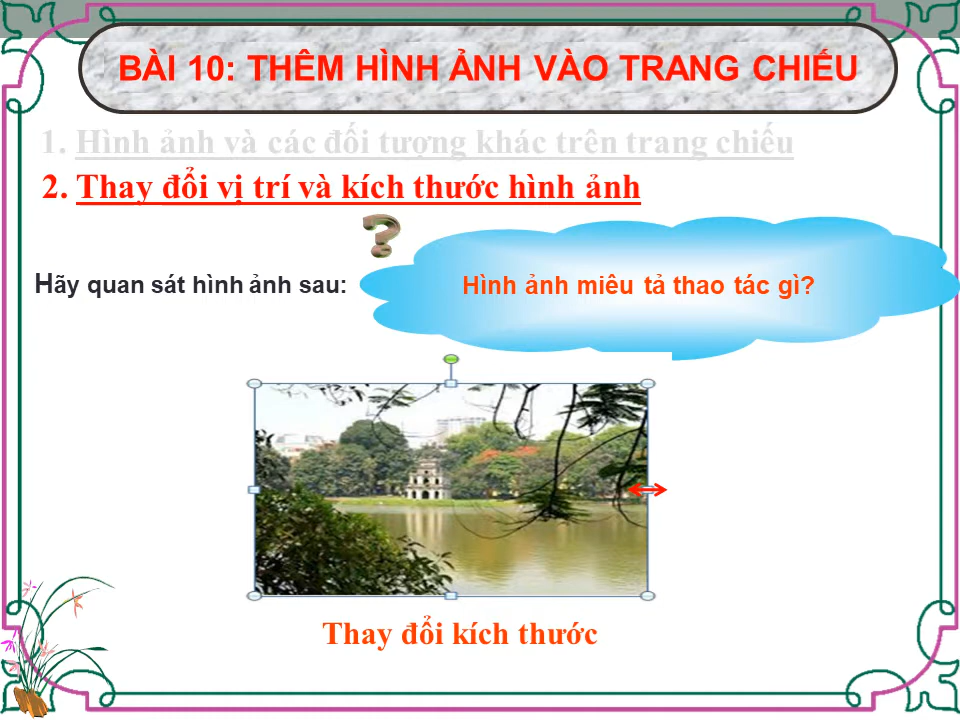 BÀI 10: THÊM HÌNH ẢNH VÀO TRANG CHIẾU
1. Hình ảnh và các đối tượng khác trên trang chiếu
2. Thay đổi vị trí và kích thước hình ảnh
?
Hãy quan sát hình ảnh sau:
Hình ảnh miêu tả thao tác gì?
Thay đổi kích thước